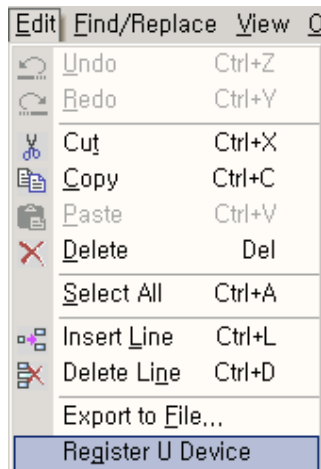 Edit Find/Replace View
Undo Ctrl+Z
Redo Ctrl+Y
Cut Ctrl+X
Copy Ctrl+C
Paste Ctrl+V
Delete Del
Select All Ctrl+A
Insert Line Ctrl+L
Delete Line Ctrl+D
Export to File...
Register U Device